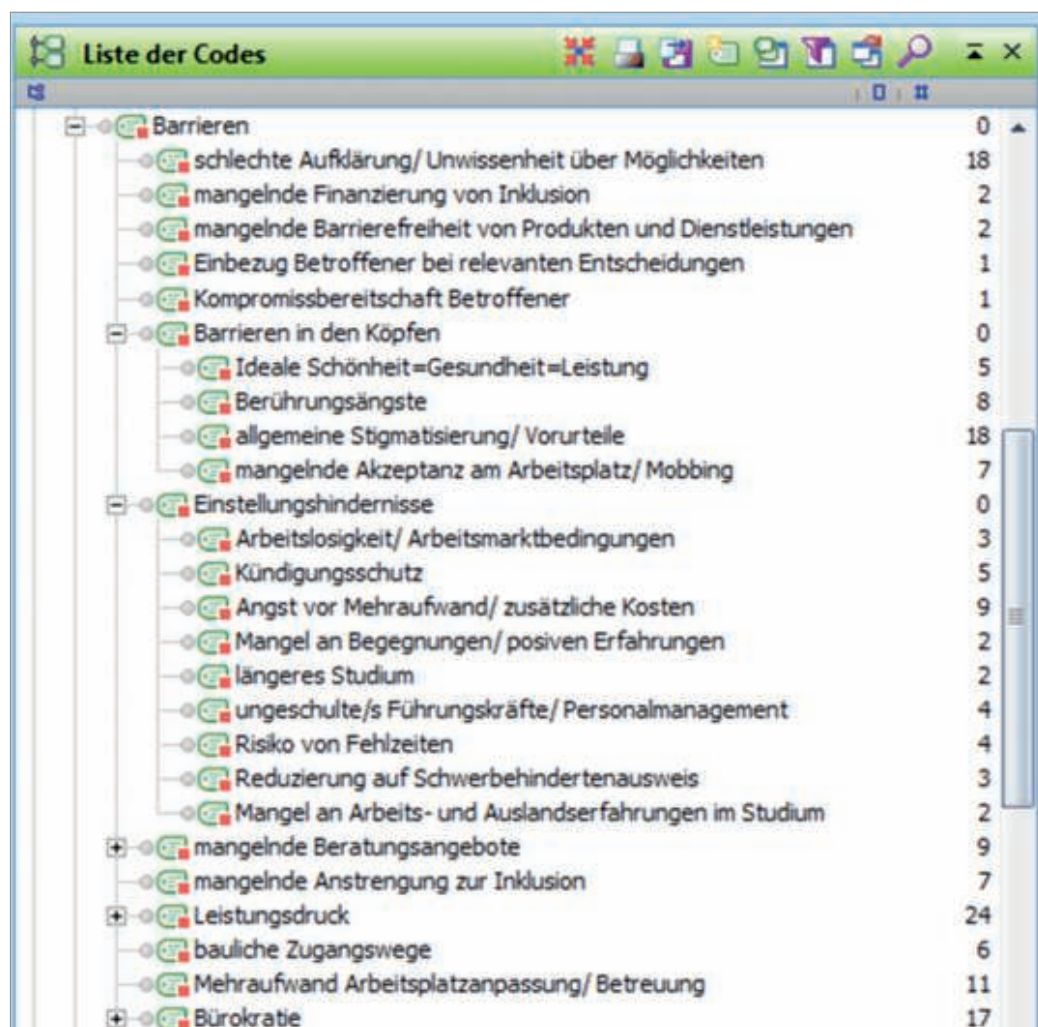 Liste der Codes
Barrieren 0
schlechte Aufklärung/ Unwissenheit über Möglichkeiten 18
mangelnde Finanzierung von Inklusion 2
mangelnde Barrierefreiheit von Produkten und Dienstleistungen 2
Einbezug Betroffener bei relevanten Entscheidungen 1
Kompromissbereitschaft Betroffener 1
Barrieren in den Köpfen 0
Ideale Schönheit=Gesundheit=Leistung 5
Berührungsängste 8
allgemeine Stigmatisierung/ Vorurteile 18
mangelnde Akzeptanz am Arbeitsplatz/ Mobbing 7
Einstellungshindernisse 0
Arbeitslosigkeit/ Arbeitsmarktbedingungen 3
Kündigungsschutz 5
Angst vor Mehraufwand/ zusätzliche Kosten 9
Mangel an Begegnungen/ posiven Erfahrungen 2
längeres Studium 2
ungeschulte/s Führungskräfte/ Personalmanagement 4
Risiko von Fehlzeiten 4
Reduzierung auf Schwerbehindertenausweis 3
Mangel an Arbeits- und Auslandserfahrungen im Studium 2
mangelnde Beratungsangebote 9
mangelnde Anstrengung zur Inklusion 7
Leistungsdruck 24
bauliche Zugangswege 6
Mehraufwand Arbeitsplatzanpassung/ Betreuung 11
Bürokratie 17